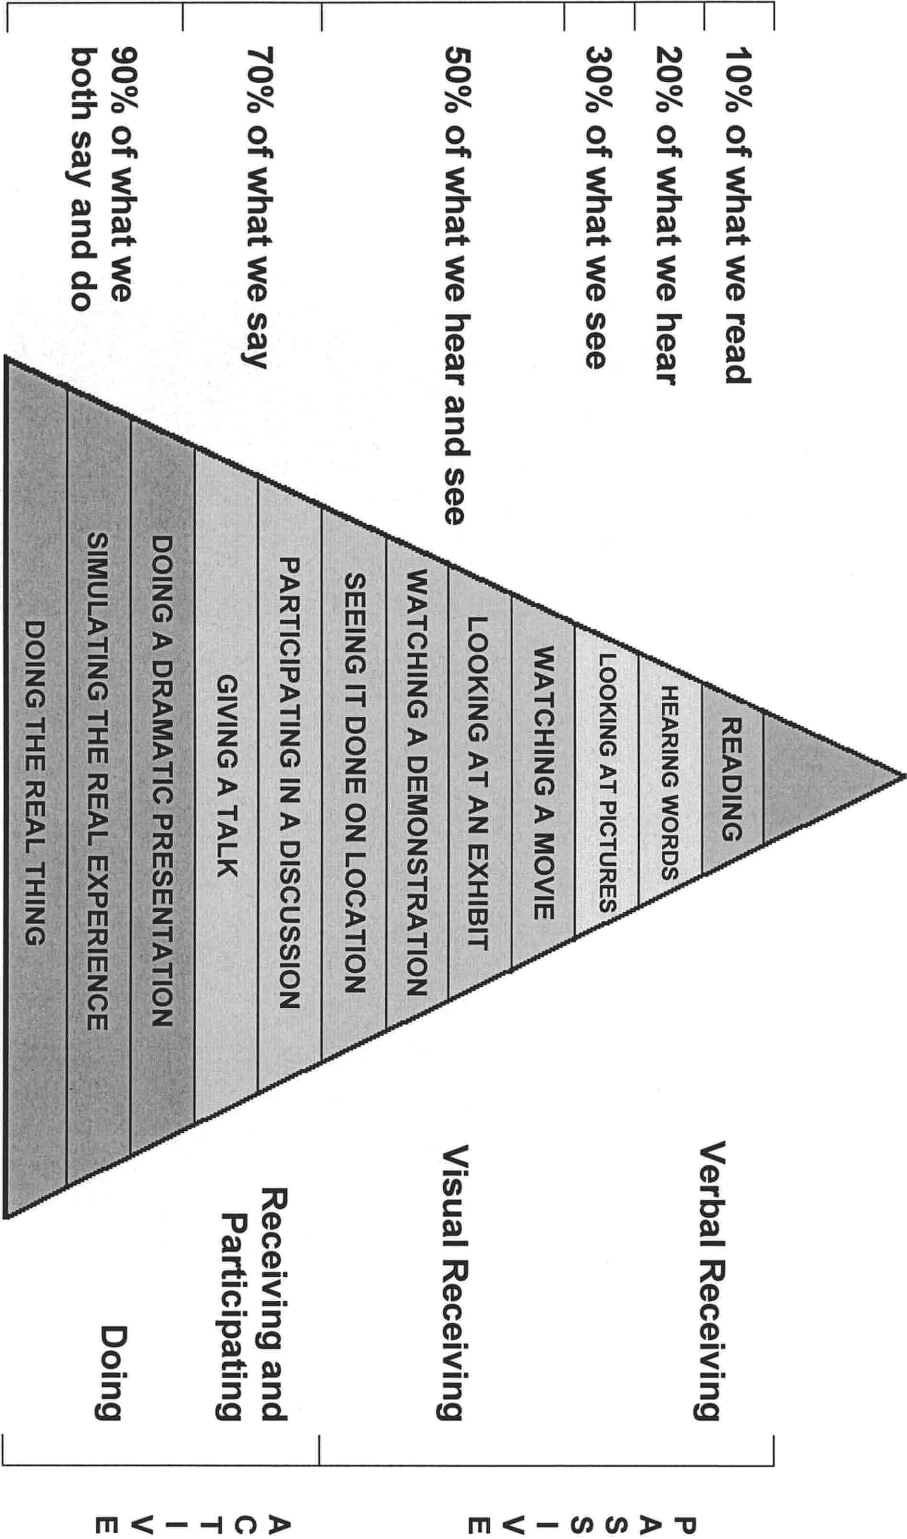 10% of what we read
20% of what we hear
30% of what we see
50% of what we hear and see
70% of what we say
90% of what we
both say and do
READING
HEARING WORDS
LOOKING AT PICTURES
WATCHING A MOVIE
LOOKING AT AN EXHIBIT
WATCHING A DEMONSTRATION
SEEING IT DONE ON LOCATION
PARTICIPATING IN A DISCUSSION
GIVING A TALK
DOING A DRAMATIC PRESENTATION
SIMULATING THE REAL EXPERIENCE
DOING THE REAL THING
Verbal Receiving
Visual Receiving
Receiving and
Participating
Doing
PASSIVE
ACTIVE